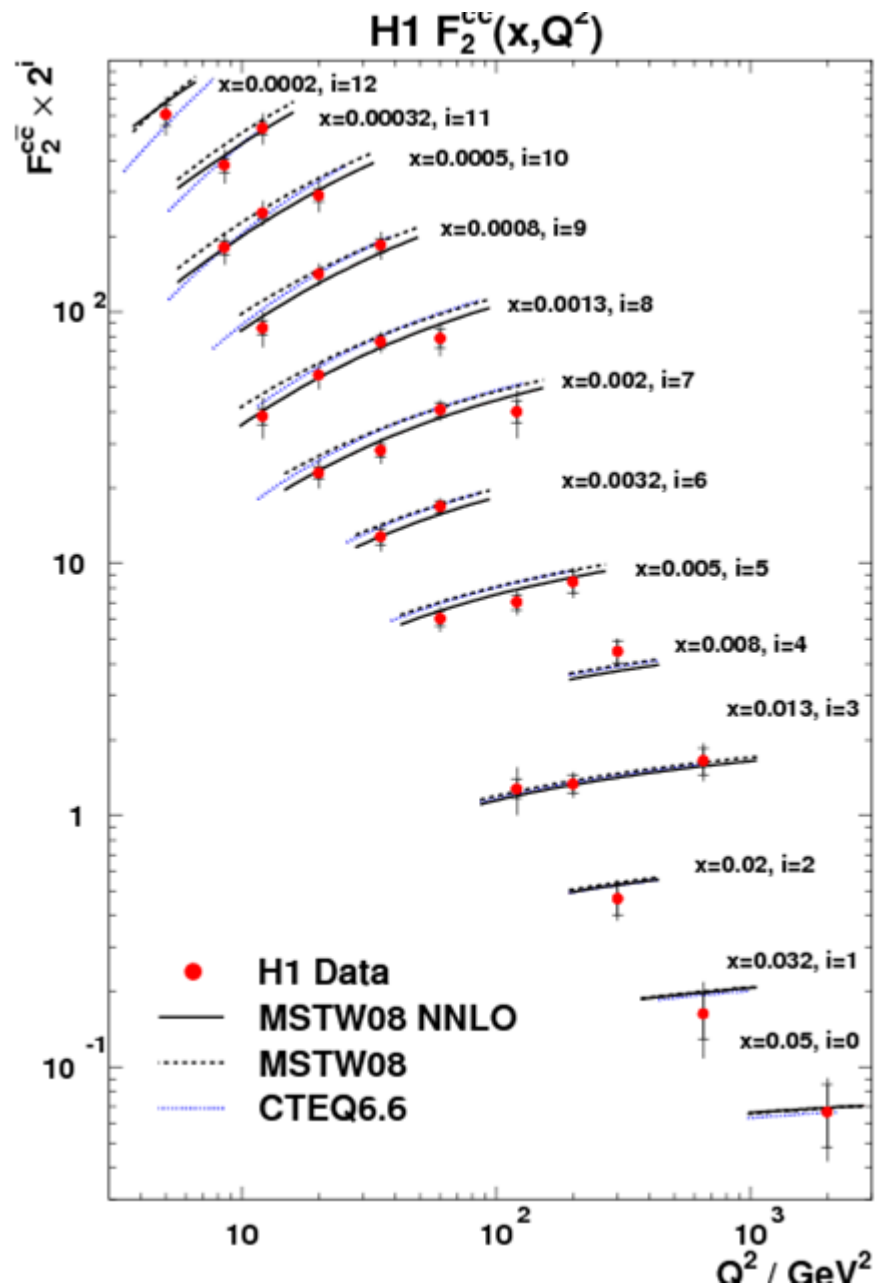 H1 F₂^cc̄(x,Q²)
F₂^cc̄ × 2^i
x=0.0002, i=12
x=0.00032, i=11
x=0.0005, i=10
x=0.0008, i=9
10²
x=0.0013, i=8
x=0.002, i=7
x=0.0032, i=6
10
x=0.005, i=5
x=0.008, i=4
x=0.013, i=3
1
x=0.02, i=2
x=0.032, i=1
H1 Data
MSTW08 NNLO
x=0.05, i=0
10⁻¹
MSTW08
CTEQ6.6
10 10² 10³
Q² / GeV²